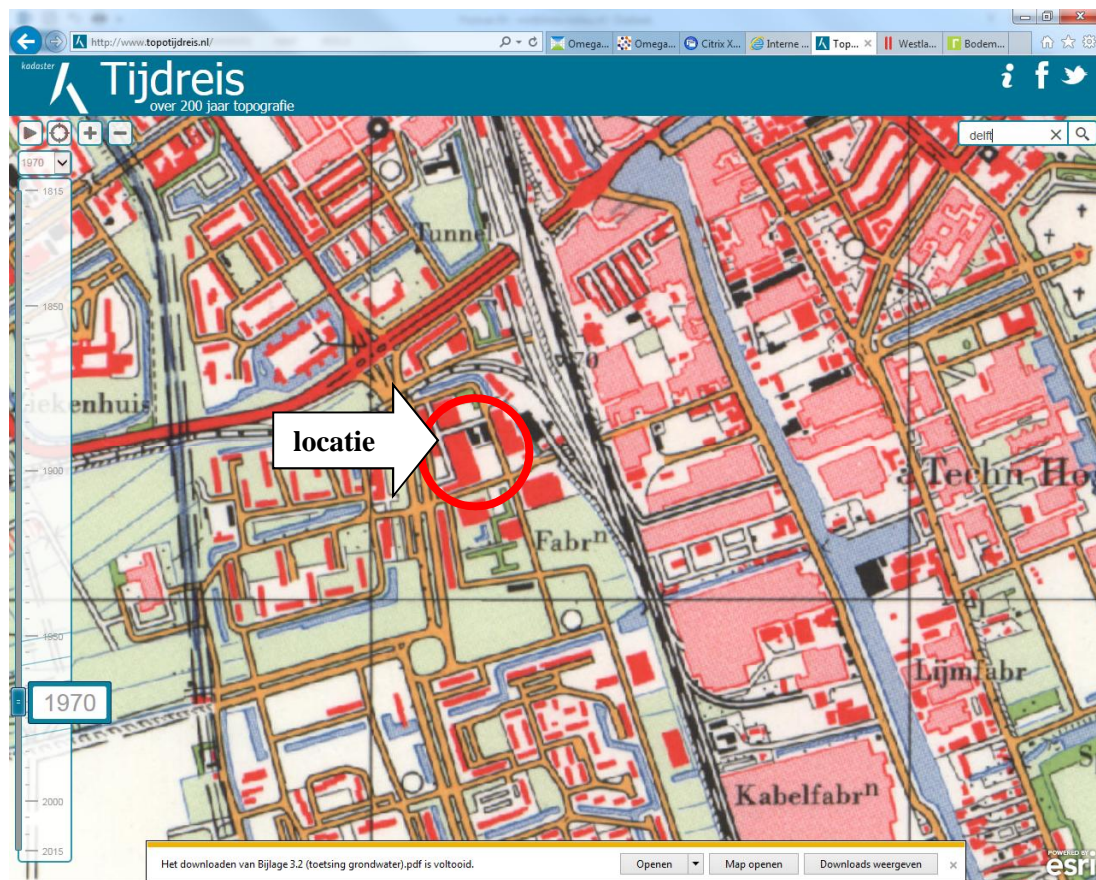 http://www.topotijdreis.nl/
Omega...
Omega...
Citrix X...
Interne ...
Top...
Westla...
Bodem...
kadaster
Tijdreis
over 200 jaar topografie
delft
1970
1815
1850
1900
1950
1970
2000
2015
Tunnel
iekenhuis
locatie
Fabrⁿ
Techn Ho
Lijmfabr
Kabelfabrⁿ
Het downloaden van Bijlage 3.2 (toetsing grondwater).pdf is voltooid.
Openen
Map openen
Downloads weergeven
POWERED BY
esri